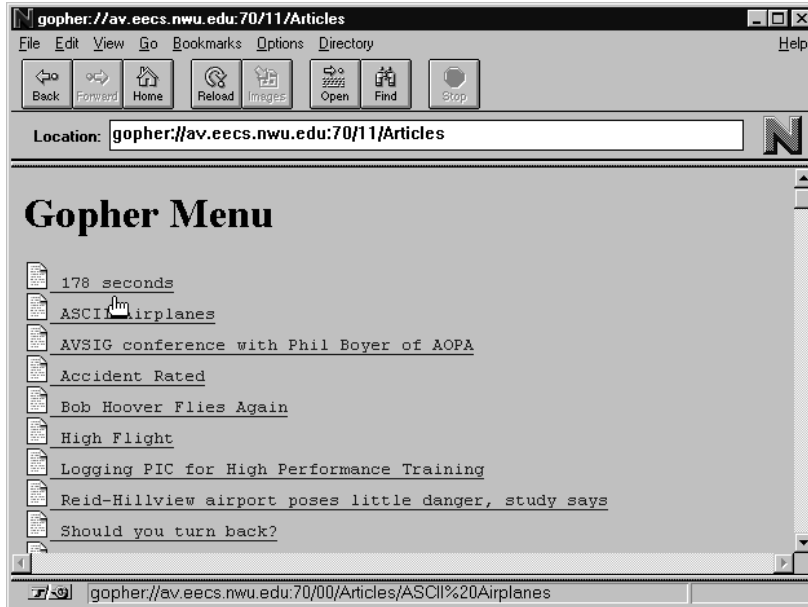 gopher://av.eecs.nwu.edu:70/11/Articles
File Edit View Go Bookmarks Options Directory Help
Back Forward Home Reload Images Open Find Stop
Location: gopher://av.eecs.nwu.edu:70/11/Articles
N
Gopher Menu
178 seconds
ASCII Airplanes
AVSIG conference with Phil Boyer of AOPA
Accident Rated
Bob Hoover Flies Again
High Flight
Logging PIC for High Performance Training
Reid-Hillview airport poses little danger, study says
Should you turn back?
gopher://av.eecs.nwu.edu:70/00/Articles/ASCII%20Airplanes